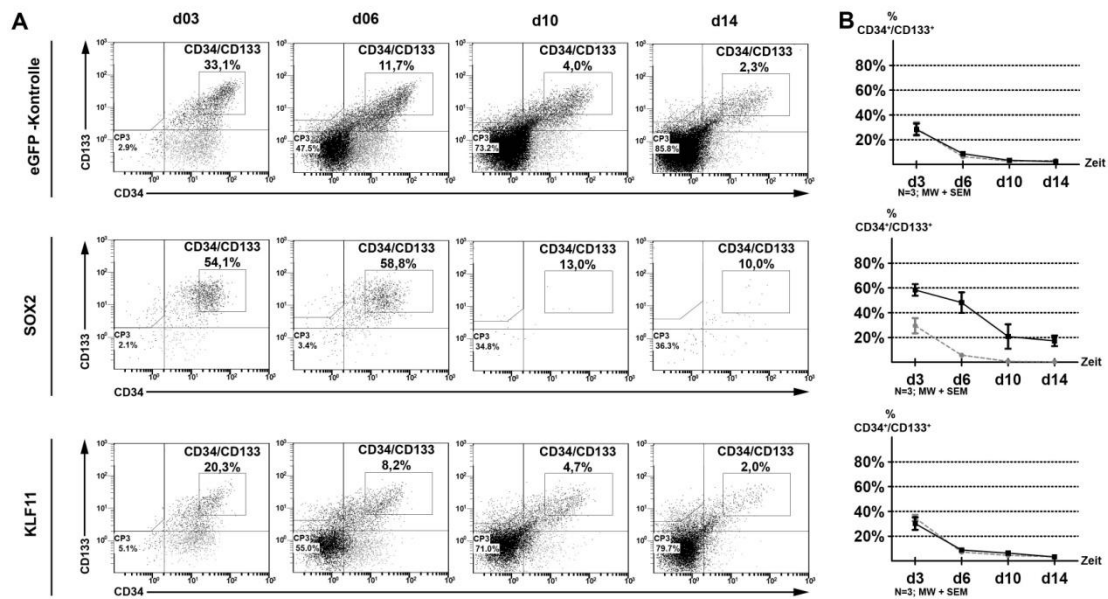 A
d03
d06
d10
d14
B
eGFP -Kontrolle
CD133
CD34/CD133
33,1%
CP3
2.9%
CD34/CD133
11,7%
CP3
47.5%
CD34/CD133
4,0%
CP3
73.2%
CD34/CD133
2,3%
CP3
85.8%
CD34
%
CD34⁺/CD133⁺
80%
60%
40%
20%
Zeit
d3 d6 d10 d14
N=3; MW + SEM
SOX2
CD133
CD34/CD133
54,1%
CP3
2.1%
CD34/CD133
58,8%
CP3
3.4%
CD34/CD133
13,0%
CP3
34.8%
CD34/CD133
10,0%
CP3
36.3%
CD34
%
CD34⁺/CD133⁺
80%
60%
40%
20%
Zeit
d3 d6 d10 d14
N=3; MW + SEM
KLF11
CD133
CD34/CD133
20,3%
CP3
5.1%
CD34/CD133
8,2%
CP3
55.0%
CD34/CD133
4,7%
CP3
71.0%
CD34/CD133
2,0%
CP3
79.7%
CD34
%
CD34⁺/CD133⁺
80%
60%
40%
20%
Zeit
d3 d6 d10 d14
N=3; MW + SEM